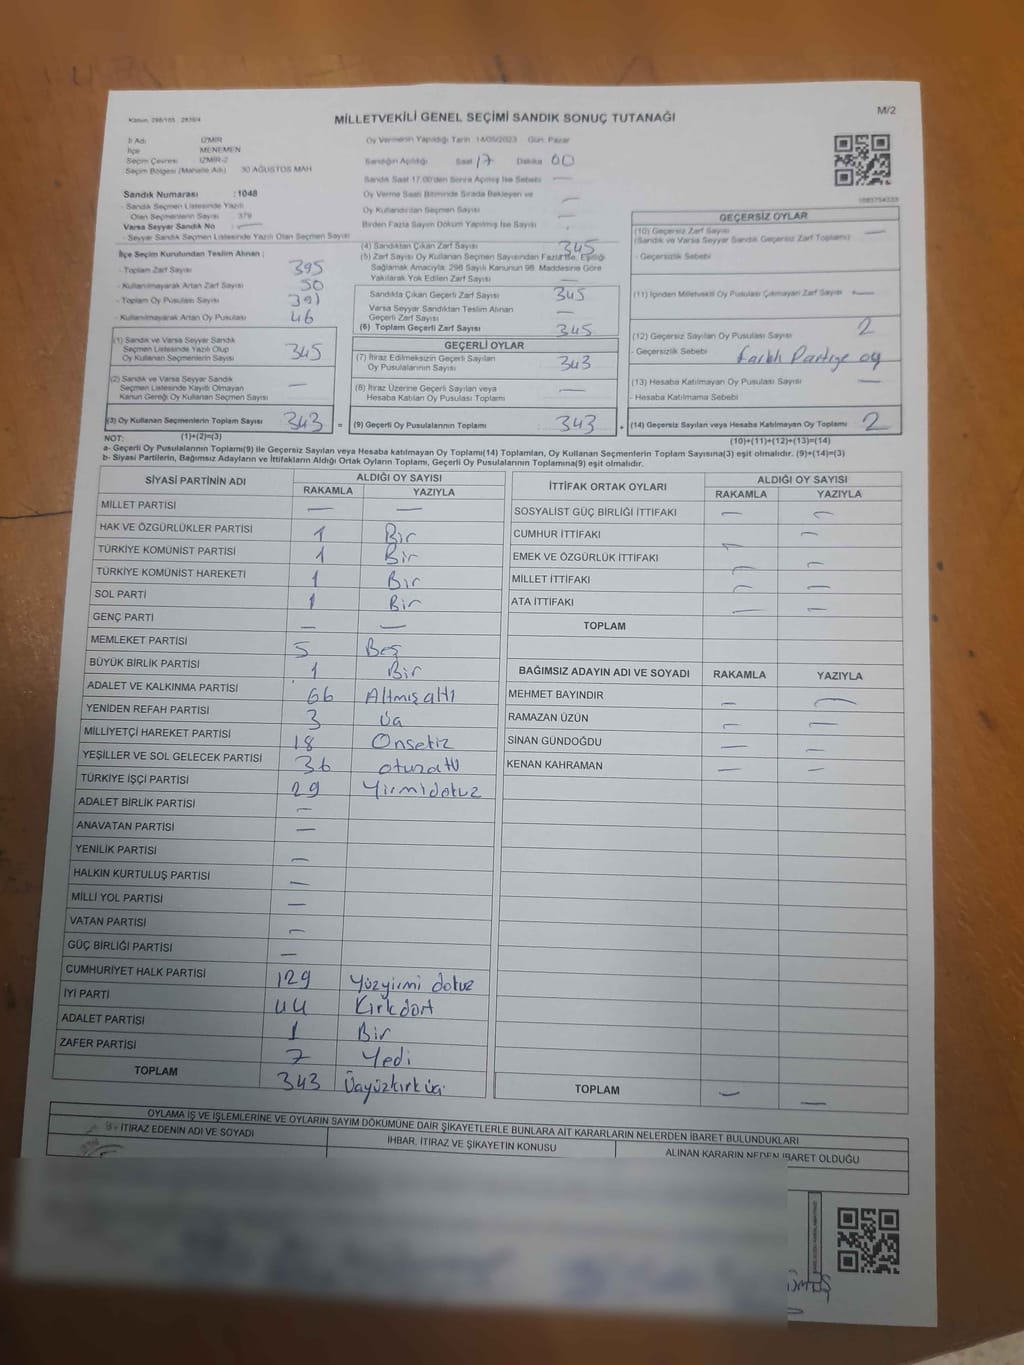 Kanun: 298/105 : 2839/4
MİLLETVEKİLİ GENEL SEÇİMİ SANDIK SONUÇ TUTANAĞI
M/2
İl Adı : İZMİR
İlçe : MENEMEN
Seçim Çevresi : İZMİR-2
Seçim Bölgesi (Mahalle Adı) 30 AĞUSTOS MAH
Oy Vermenin Yapıldığı Tarih 14/05/2023 Gün: Pazar
Sandığın Açıldığı Saat 17 Dakika 00
Sandık Saat 17.00'den Sonra Açılmış İse Sebebi —
Sandık Numarası : 1048
- Sandık Seçmen Listesinde Yazılı
Olan Seçmenlerin Sayısı : 379
Varsa Seyyar Sandık No —
- Seyyar Sandık Seçmen Listesinde Yazılı Olan Seçmen Sayısı
Oy Verme Saati Bitiminde Sırada Bekleyen ve
Oy Kullandırılan Seçmen Sayısı —
Birden Fazla Sayım Döküm Yapılmış İse Sayısı
İlçe Seçim Kurulundan Teslim Alınan ;
- Toplam Zarf Sayısı 395
- Kullanılmayarak Artan Zarf Sayısı 50
- Toplam Oy Pusulası Sayısı 391
- Kullanılmayarak Artan Oy Pusulası 46
(1) Sandık ve Varsa Seyyar Sandık
Seçmen Listesinde Yazılı Olup
Oy Kullanan Seçmenlerin Sayısı 345
(2) Sandık ve Varsa Seyyar Sandık
Seçmen Listesinde Kayıtlı Olmayan
Kanun Gereği Oy Kullanan Seçmen Sayısı —
(3) Oy Kullanan Seçmenlerin Toplam Sayısı 343
(1)+(2)=(3)
(4) Sandıktan Çıkan Zarf Sayısı 345
(5) Zarf Sayısı Oy Kullanan Seçmen Sayısından Fazla İse, Eşitliği
Sağlamak Amacıyla; 298 Sayılı Kanunun 98. Maddesine Göre
Yakılarak Yok Edilen Zarf Sayısı —
Sandıkta Çıkan Geçerli Zarf Sayısı 345
Varsa Seyyar Sandıktan Teslim Alınan
Geçerli Zarf Sayısı —
(6) Toplam Geçerli Zarf Sayısı 345
GEÇERLİ OYLAR
(7) İtiraz Edilmeksizin Geçerli Sayılan
Oy Pusulalarının Sayısı 343
(8) İtiraz Üzerine Geçerli Sayılan veya
Hesaba Katılan Oy Pusulası Toplamı —
= (9) Geçerli Oy Pusulalarının Toplamı 343
GEÇERSİZ OYLAR
(10) Geçersiz Zarf Sayısı —
(Sandık ve Varsa Seyyar Sandık Geçersiz Zarf Toplamı)
- Geçersizlik Sebebi
(11) İçinden Milletvekili Oy Pusulası Çıkmayan Zarf Sayısı —
(12) Geçersiz Sayılan Oy Pusulası Sayısı 2
- Geçersizlik Sebebi farklı Partiye oy
(13) Hesaba Katılmayan Oy Pusulası Sayısı —
- Hesaba Katılmama Sebebi
+ (14) Geçersiz Sayılan veya Hesaba Katılmayan Oy Toplamı 2
(10)+(11)+(12)+(13)=(14)
NOT:
a- Geçerli Oy Pusulalarının Toplamı(9) ile Geçersiz Sayılan veya Hesaba Katılmayan Oy Toplamı(14) Toplamları, Oy Kullanan Seçmenlerin Toplam Sayısına(3) eşit olmalıdır. (9)+(14)=(3)
b- Siyasi Partilerin, Bağımsız Adayların ve İttifakların Aldığı Ortak Oyların Toplamı, Geçerli Oy Pusulalarının Toplamına(9) eşit olmalıdır.
SİYASİ PARTİNİN ADI ALDIĞI OY SAYISI
RAKAMLA YAZIYLA
MİLLET PARTİSİ — —
HAK VE ÖZGÜRLÜKLER PARTİSİ 1 Bir
TÜRKİYE KOMÜNİST PARTİSİ 1 Bir
TÜRKİYE KOMÜNİST HAREKETİ 1 Bir
SOL PARTİ 1 Bir
GENÇ PARTİ — —
MEMLEKET PARTİSİ 5 Beş
BÜYÜK BİRLİK PARTİSİ 1 Bir
ADALET VE KALKINMA PARTİSİ 66 Altmışaltı
YENİDEN REFAH PARTİSİ 3 Üç
MİLLİYETÇİ HAREKET PARTİSİ 18 Onsekiz
YEŞİLLER VE SOL GELECEK PARTİSİ 36 otuzaltı
TÜRKİYE İŞÇİ PARTİSİ 29 Yirmidokuz
ADALET BİRLİK PARTİSİ —
ANAVATAN PARTİSİ —
YENİLİK PARTİSİ —
HALKIN KURTULUŞ PARTİSİ —
MİLLİ YOL PARTİSİ —
VATAN PARTİSİ —
GÜÇ BİRLİĞİ PARTİSİ —
CUMHURİYET HALK PARTİSİ 129 Yüzyirmi dokuz
İYİ PARTİ 44 Kırkdört
ADALET PARTİSİ 1 Bir
ZAFER PARTİSİ 7 Yedi
TOPLAM 343 Üçyüzkırküç
İTTİFAK ORTAK OYLARI ALDIĞI OY SAYISI
RAKAMLA YAZIYLA
SOSYALİST GÜÇ BİRLİĞİ İTTİFAKI — —
CUMHUR İTTİFAKI — —
EMEK VE ÖZGÜRLÜK İTTİFAKI — —
MİLLET İTTİFAKI — —
ATA İTTİFAKI — —
TOPLAM
BAĞIMSIZ ADAYIN ADI VE SOYADI RAKAMLA YAZIYLA
MEHMET BAYINDIR — —
RAMAZAN ÜZÜN — —
SİNAN GÜNDOĞDU — —
KENAN KAHRAMAN — —
TOPLAM — —
OYLAMA İŞ VE İŞLEMLERİNE VE OYLARIN SAYIM DÖKÜMÜNE DAİR ŞİKAYETLERLE BUNLARA AİT KARARLARIN NELERDEN İBARET BULUNDUKLARI
İTİRAZ EDENİN ADI VE SOYADI
İHBAR, İTİRAZ VE ŞİKAYETİN KONUSU
ALINAN KARARIN NEDEN İBARET OLDUĞU